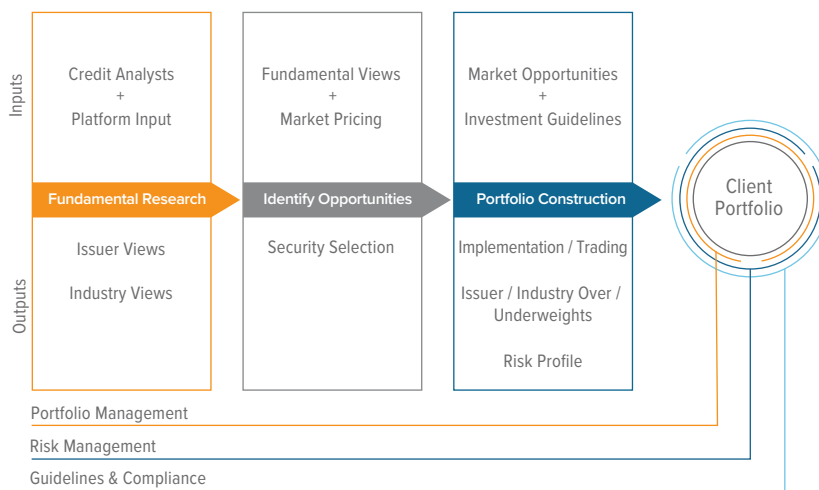 Inputs
Credit Analysts
+
Platform Input
Fundamental Views
+
Market Pricing
Market Opportunities
+
Investment Guidelines
Fundamental Research
Identify Opportunities
Portfolio Construction
Client
Portfolio
Outputs
Issuer Views
Industry Views
Security Selection
Implementation / Trading
Issuer / Industry Over /
Underweights
Risk Profile
Portfolio Management
Risk Management
Guidelines & Compliance